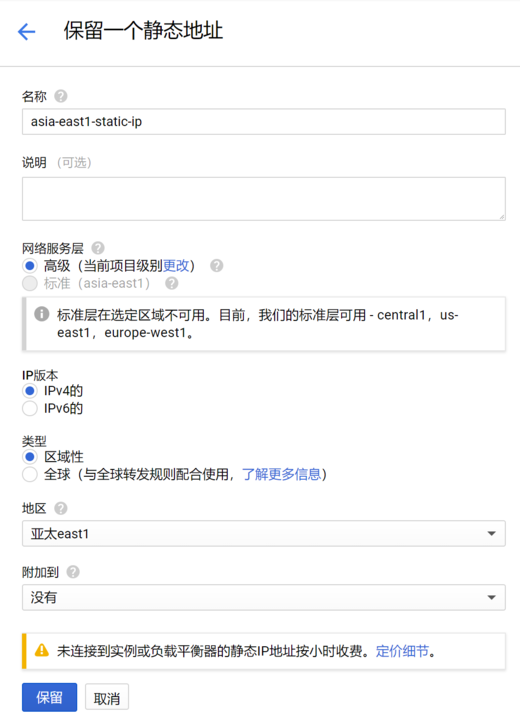 保留一个静态地址
名称
asia-east1-static-ip
说明 （可选）
网络服务层
高级（当前项目级别更改）
标准（asia-east1）
标准层在选定区域不可用。目前，我们的标准层可用 - central1，us-
east1，europe-west1。
IP版本
IPv4的
IPv6的
类型
区域性
全球（与全球转发规则配合使用，了解更多信息）
地区
亚太east1
附加到
没有
未连接到实例或负载平衡器的静态IP地址按小时收费。定价细节。
保留 取消